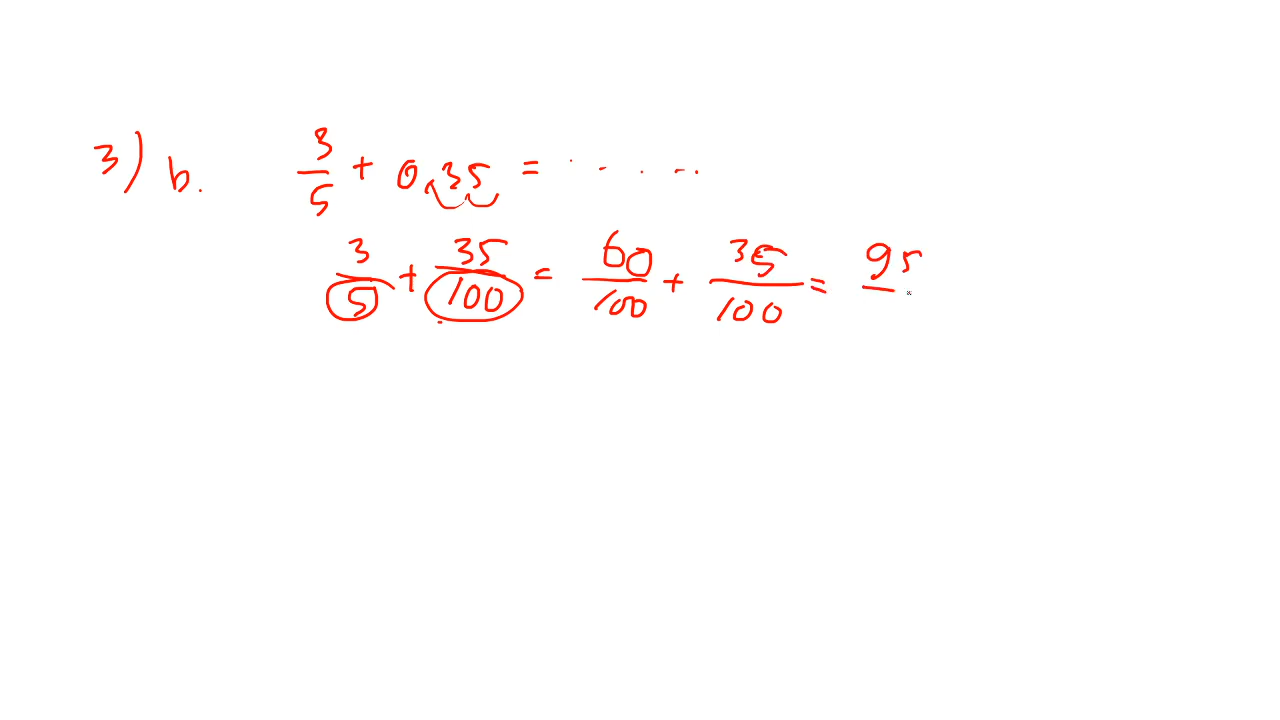 3) b. 3/5 + 0,35 = . . . . .
3/5 + 35/100 = 60/100 + 35/100 = 95/